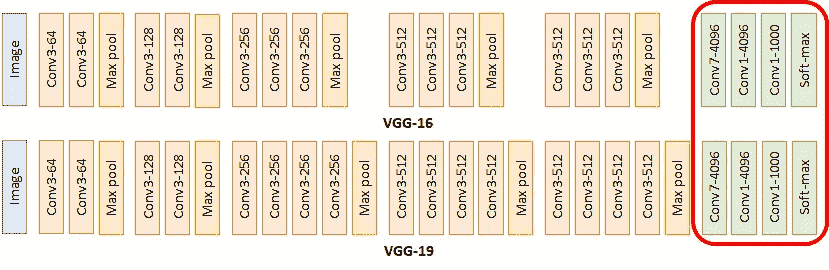 Image
Conv3-64
Conv3-64
Max pool
Conv3-128
Conv3-128
Max pool
Conv3-256
Conv3-256
Conv3-256
Max pool
Conv3-512
Conv3-512
Conv3-512
Max pool
Conv3-512
Conv3-512
Conv3-512
Max pool
Conv7-4096
Conv1-4096
Conv1-1000
Soft-max
VGG-16
Image
Conv3-64
Conv3-64
Max pool
Conv3-128
Conv3-128
Max pool
Conv3-256
Conv3-256
Conv3-256
Conv3-256
Max pool
Conv3-512
Conv3-512
Conv3-512
Conv3-512
Max pool
Conv3-512
Conv3-512
Conv3-512
Conv3-512
Max pool
Conv7-4096
Conv1-4096
Conv1-1000
Soft-max
VGG-19